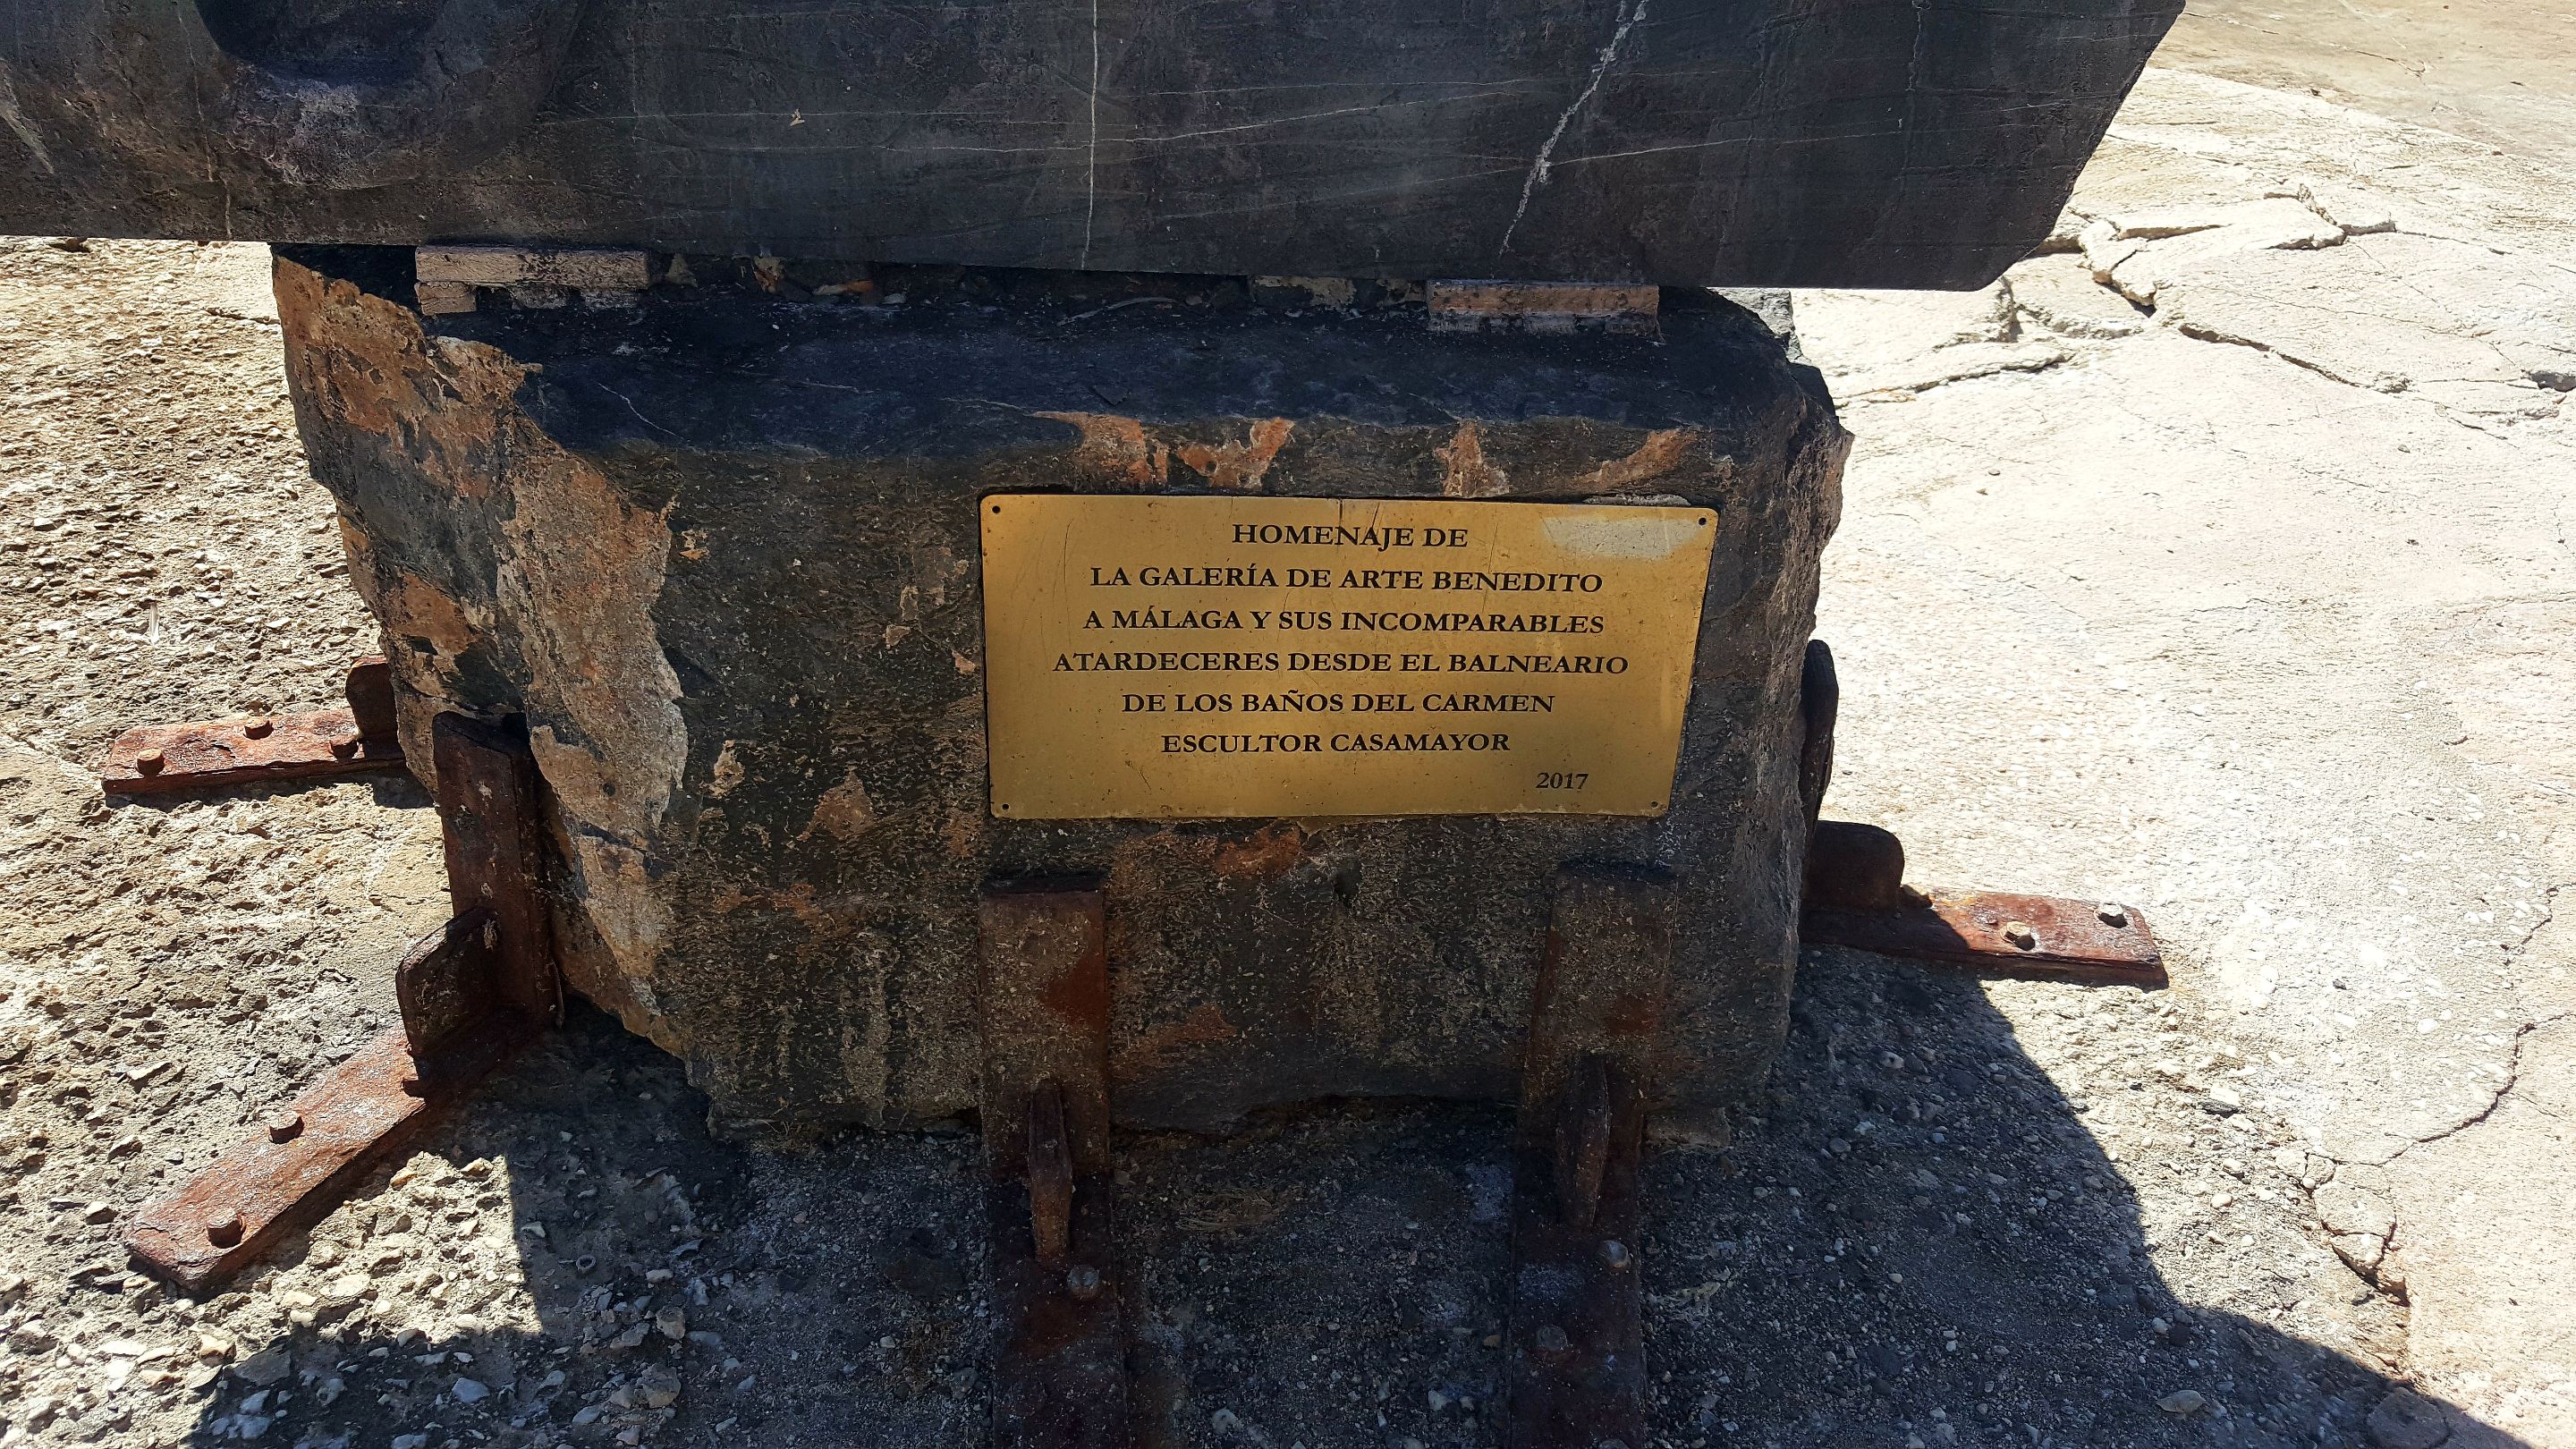 HOMENAJE DE
LA GALERÍA DE ARTE BENEDITO
A MÁLAGA Y SUS INCOMPARABLES
ATARDECERES DESDE EL BALNEARIO
DE LOS BAÑOS DEL CARMEN
ESCULTOR CASAMAYOR
2017